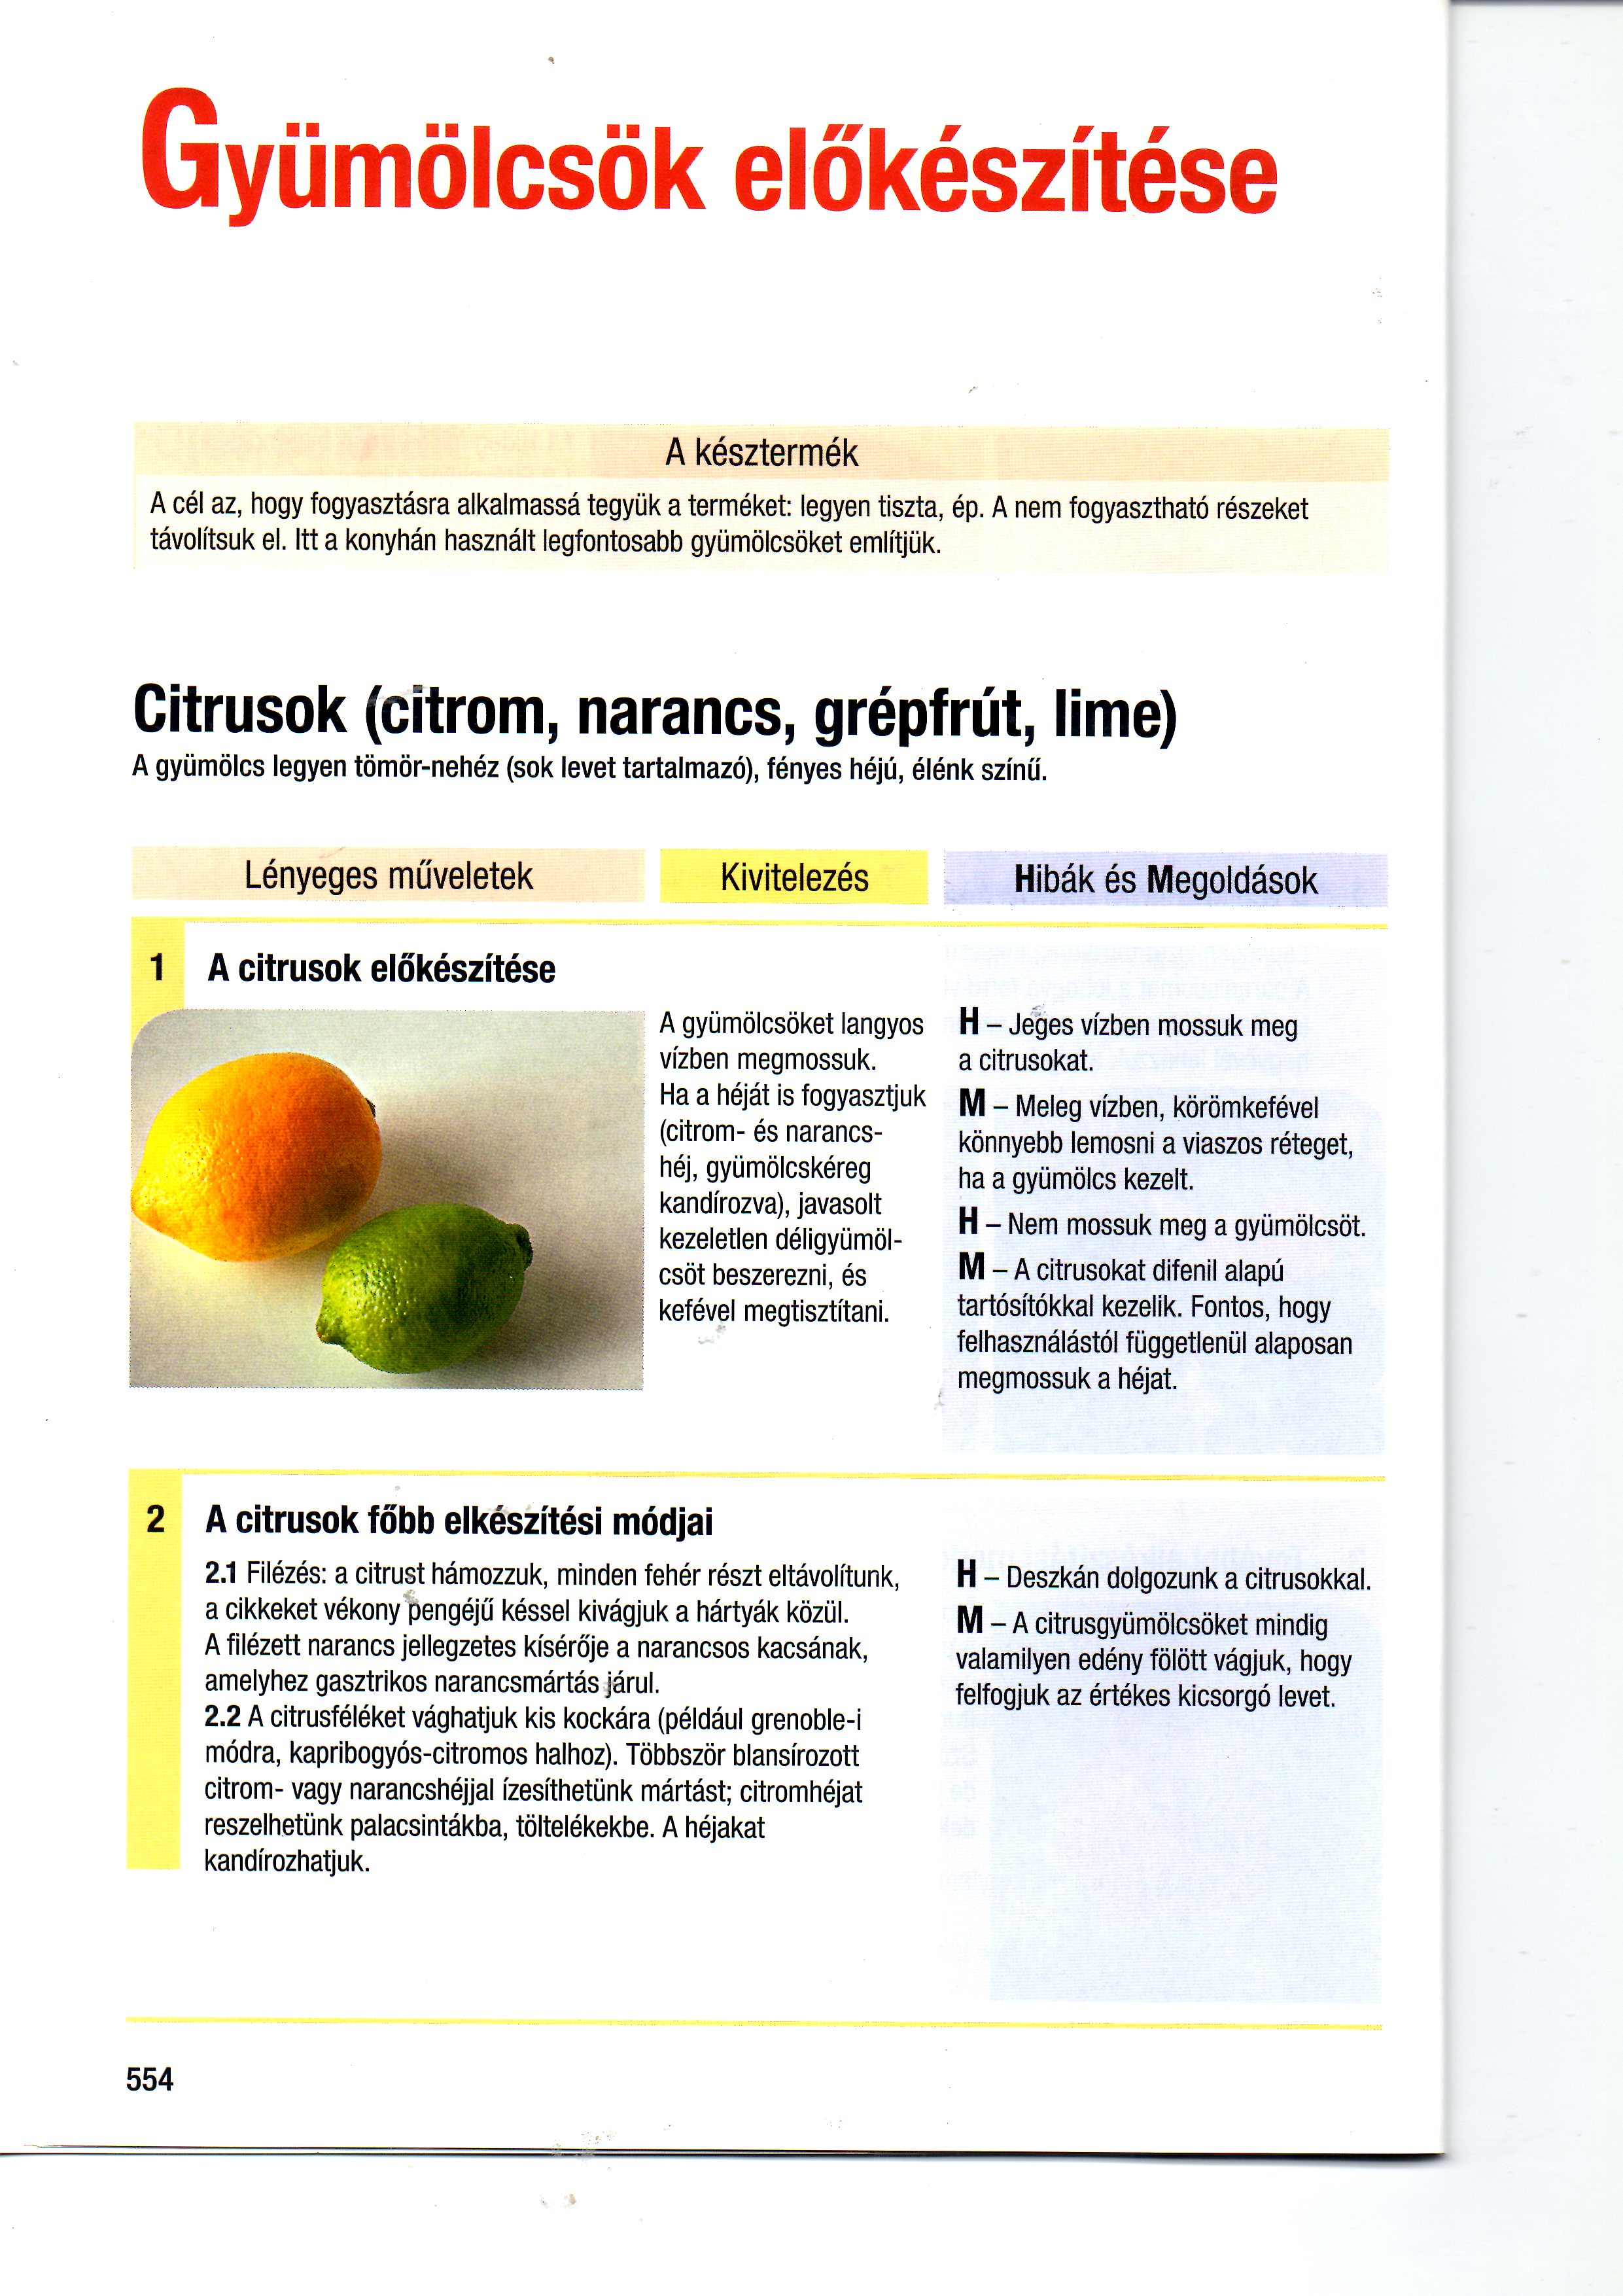 Gyümölcsök előkészítése
A késztermék
A cél az, hogy fogyasztásra alkalmassá tegyük a terméket: legyen tiszta, ép. A nem fogyasztható részeket
távolítsuk el. Itt a konyhán használt legfontosabb gyümölcsöket említjük.
Citrusok (citrom, narancs, grépfrút, lime)
A gyümölcs legyen tömör-nehéz (sok levet tartalmazó), fényes héjú, élénk színű.
Lényeges műveletek
Kivitelezés
Hibák és Megoldások
1 A citrusok előkészítése
A gyümölcsöket langyos
vízben megmossuk.
Ha a héját is fogyasztjuk
(citrom- és narancs-
héj, gyümölcskéreg
kandírozva), javasolt
kezeletlen déligyümöl-
csöt beszerezni, és
kefével megtisztítani.
H – Jeges vízben mossuk meg
a citrusokat.
M – Meleg vízben, körömkefével
könnyebb lemosni a viaszos réteget,
ha a gyümölcs kezelt.
H – Nem mossuk meg a gyümölcsöt.
M – A citrusokat difenil alapú
tartósítókkal kezelik. Fontos, hogy
felhasználástól függetlenül alaposan
megmossuk a héjat.
2 A citrusok főbb elkészítési módjai
2.1 Filézés: a citrust hámozzuk, minden fehér részt eltávolítunk,
a cikkeket vékony pengéjű késsel kivágjuk a hártyák közül.
A filézett narancs jellegzetes kísérője a narancsos kacsának,
amelyhez gasztrikos narancsmártás járul.
2.2 A citrusféléket vághatjuk kis kockára (például grenoble-i
módra, kapribogyós-citromos halhoz). Többször blansírozott
citrom- vagy narancshéjjal ízesíthetünk mártást; citromhéjat
reszelhetünk palacsintákba, töltelékekbe. A héjakat
kandírozhatjuk.
H – Deszkán dolgozunk a citrusokkal.
M – A citrusgyümölcsöket mindig
valamilyen edény fölött vágjuk, hogy
felfogjuk az értékes kicsorgó levet.
554